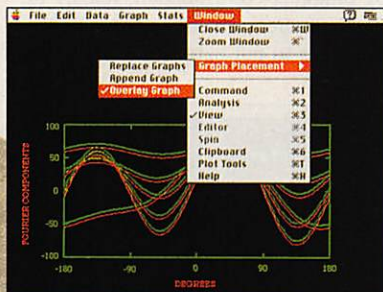 File Edit Data Graph Stats Window
Close Window ⌘W
Zoom Window ⌘
Graph Placement ▶
Replace Graphs
Append Graph
✓Overlay Graph
Command ⌘1
Analysis ⌘2
✓View ⌘3
Editor ⌘4
Spin ⌘5
Clipboard ⌘6
Plot Tools ⌘T
Help ⌘H
FOURIER COMPONENTS
100
50
0
-50
-100
-180 -90 0 90 180
DEGREES